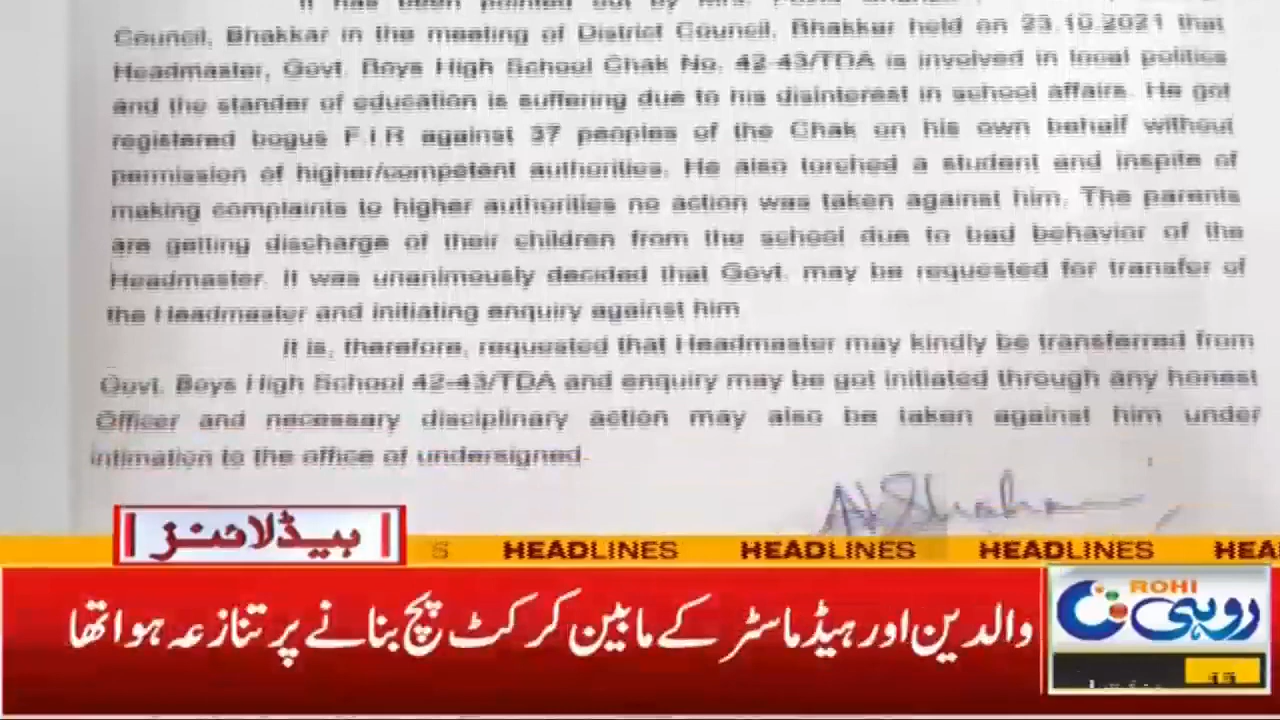 It has been pointed out by Mrs.
Council, Bhakkar in the meeting of District Council, Bhakkar held on 23.10.2021 that
Headmaster, Govt. Boys High School Chak No. 42-43/TDA is involved in local politics
and the stander of education is suffering due to his disinterest in school affairs. He got
registered bogus F.I.R against 37 peoples of the Chak on his own behalf without
permission of higher/competent authorities. He also torched a student and inspite of
making complaints to higher authorities no action was taken against him. The parents
are getting discharge of their children from the school due to bad behavior of the
Headmaster. It was unanimously decided that Govt. may be requested for transfer of
the Headmaster and initiating enquiry against him
It is, therefore, requested that Headmaster may kindly be transferred from
Govt. Boys High School 42-43/TDA and enquiry may be got initiated through any honest
Officer and necessary disciplinary action may also be taken against him under
intimation to the office of undersigned.
ہیڈلائنز
S HEADLINES HEADLINES HEADLINES HEA
والدین اور ہیڈ ماسٹر کے مابین کرکٹ پچ بنانے پر تنازعہ ہوا تھا
ROHI
روہی